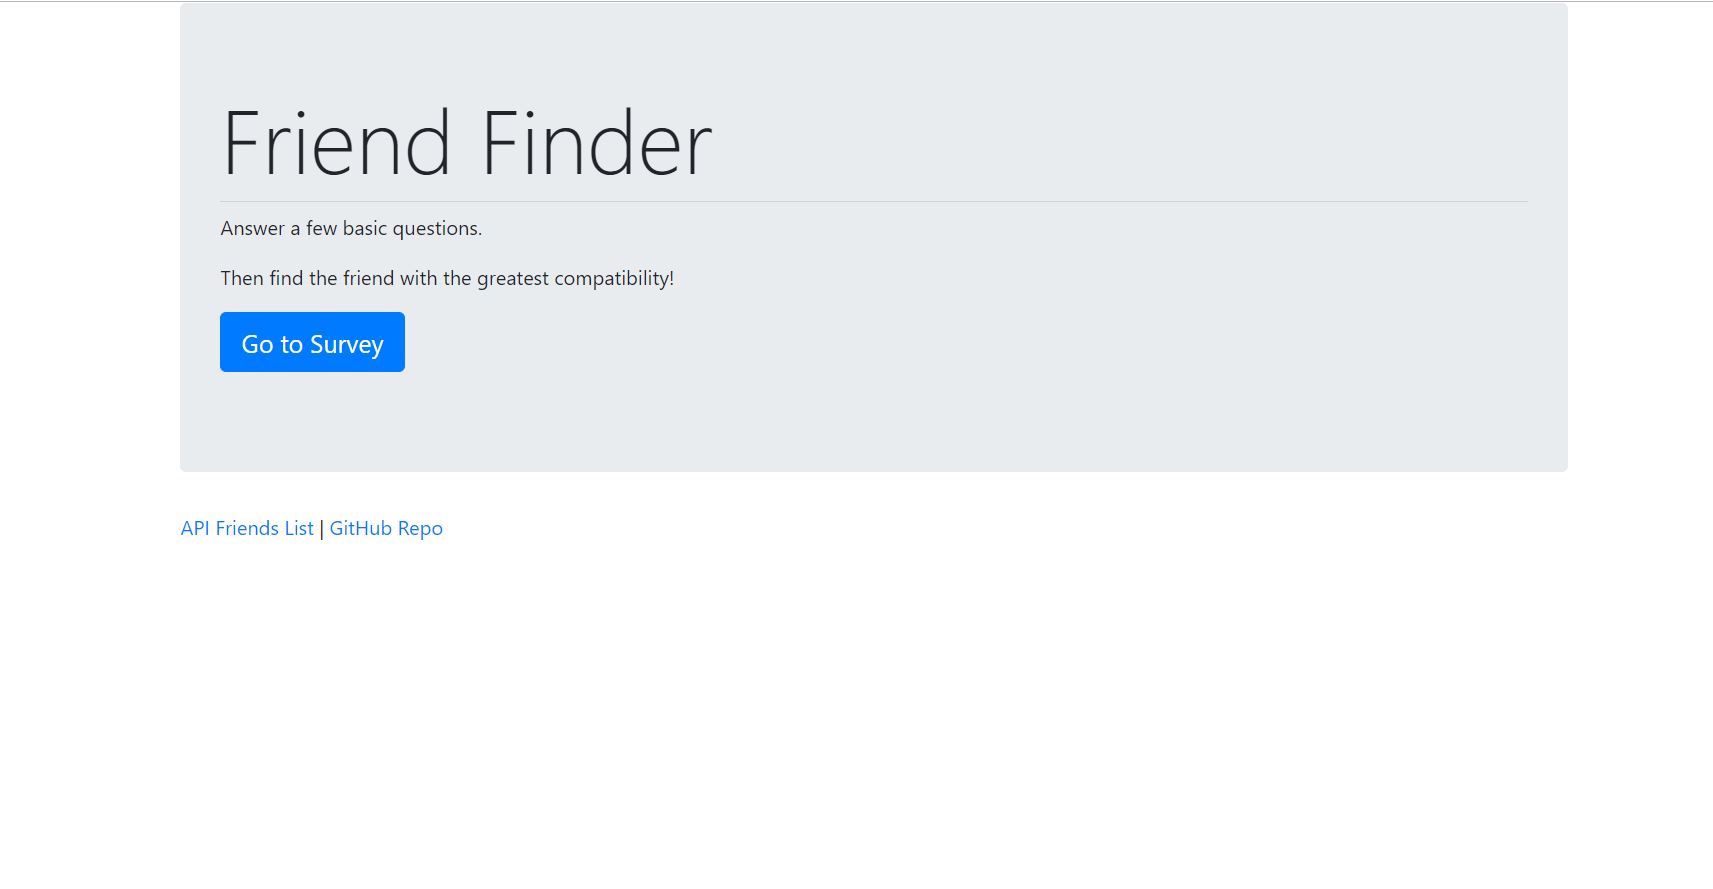 Friend Finder
Answer a few basic questions.
Then find the friend with the greatest compatibility!
Go to Survey
API Friends List | GitHub Repo